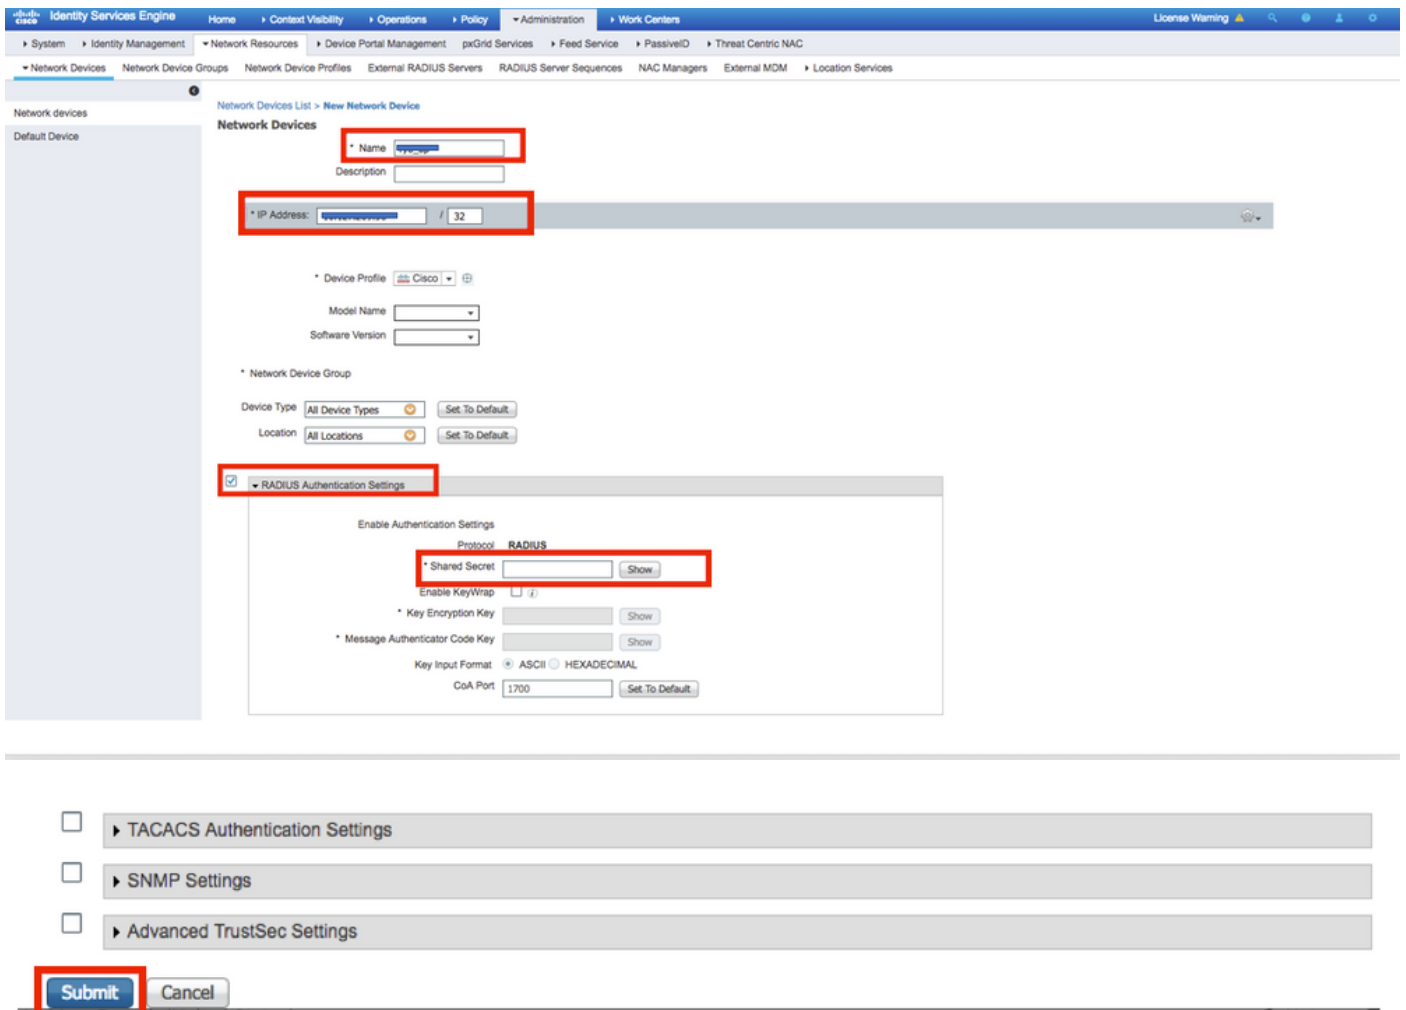 cisco Identity Services Engine Home Context Visibility Operations Policy Administration Work Centers License Warning
System Identity Management Network Resources Device Portal Management pxGrid Services Feed Service PassiveID Threat Centric NAC
Network Devices Network Device Groups Network Device Profiles External RADIUS Servers RADIUS Server Sequences NAC Managers External MDM Location Services
Network devices
Default Device
Network Devices List > New Network Device
Network Devices
* Name
Description
* IP Address: / 32
* Device Profile Cisco
Model Name
Software Version
* Network Device Group
Device Type All Device Types Set To Default
Location All Locations Set To Default
RADIUS Authentication Settings
Enable Authentication Settings
Protocol RADIUS
* Shared Secret Show
Enable KeyWrap i
* Key Encryption Key Show
* Message Authenticator Code Key Show
Key Input Format ASCII HEXADECIMAL
CoA Port 1700 Set To Default
TACACS Authentication Settings
SNMP Settings
Advanced TrustSec Settings
Submit Cancel